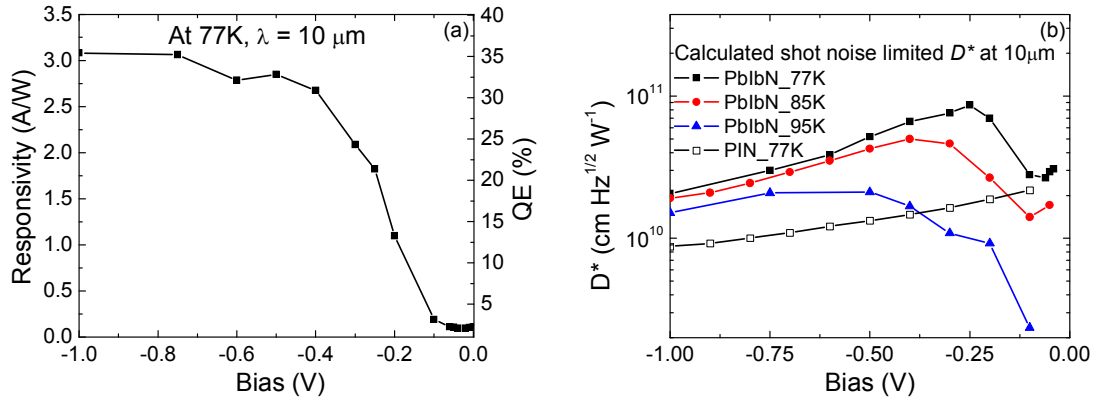 At 77K, λ = 10 μm (a)
Responsivity (A/W)
3.5
3.0
2.5
2.0
1.5
1.0
0.5
0.0
QE (%)
40
35
30
25
20
15
10
5
-1.0 -0.8 -0.6 -0.4 -0.2 0.0
Bias (V)
(b)
Calculated shot noise limited D* at 10μm
PbIbN_77K
PbIbN_85K
PbIbN_95K
PIN_77K
D* (cm Hz1/2 W-1)
10^11
10^10
-1.00 -0.75 -0.50 -0.25 0.00
Bias (V)